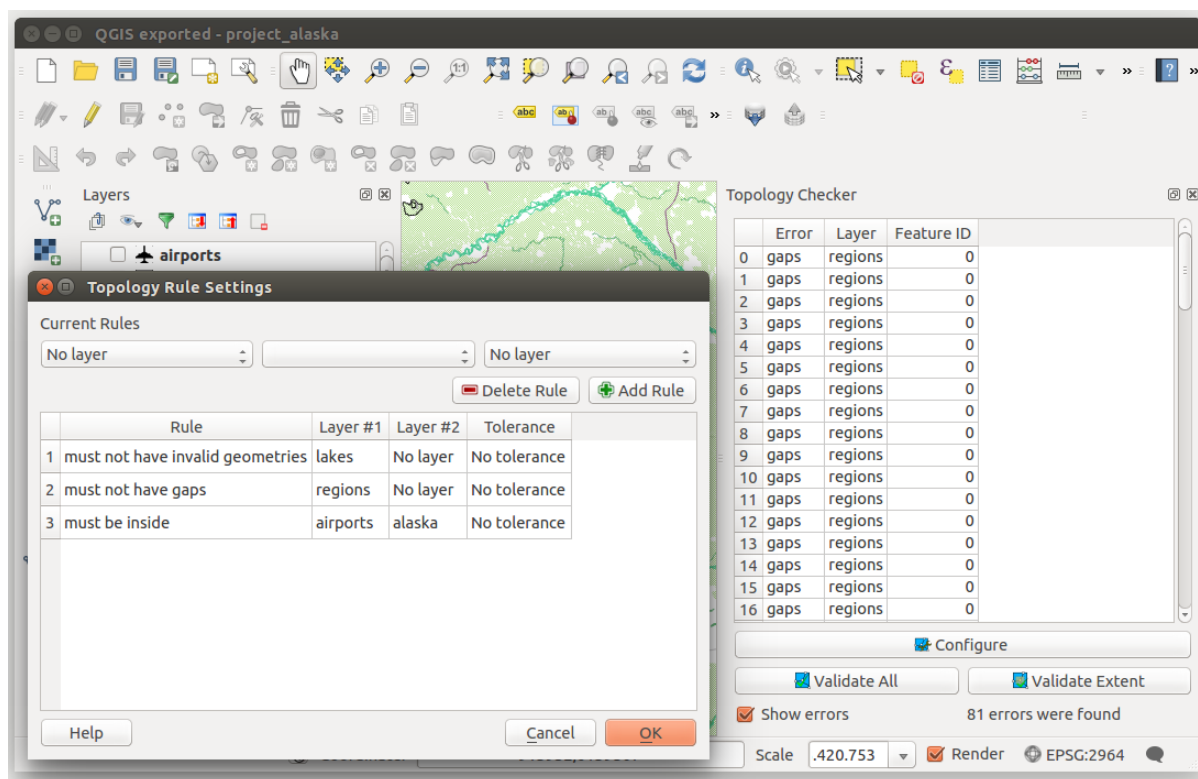 QGIS exported - project_alaska
1:1
abc
abc
Layers
airports
Topology Checker
Error Layer Feature ID
0 gaps regions 0
1 gaps regions 0
2 gaps regions 0
3 gaps regions 0
4 gaps regions 0
5 gaps regions 0
6 gaps regions 0
7 gaps regions 0
8 gaps regions 0
9 gaps regions 0
10 gaps regions 0
11 gaps regions 0
12 gaps regions 0
13 gaps regions 0
14 gaps regions 0
15 gaps regions 0
16 gaps regions 0
Configure
Validate All Validate Extent
Show errors 81 errors were found
Topology Rule Settings
Current Rules
No layer No layer
Delete Rule Add Rule
Rule Layer #1 Layer #2 Tolerance
1 must not have invalid geometries lakes No layer No tolerance
2 must not have gaps regions No layer No tolerance
3 must be inside airports alaska No tolerance
Help Cancel OK
Scale .420.753 Render EPSG:2964